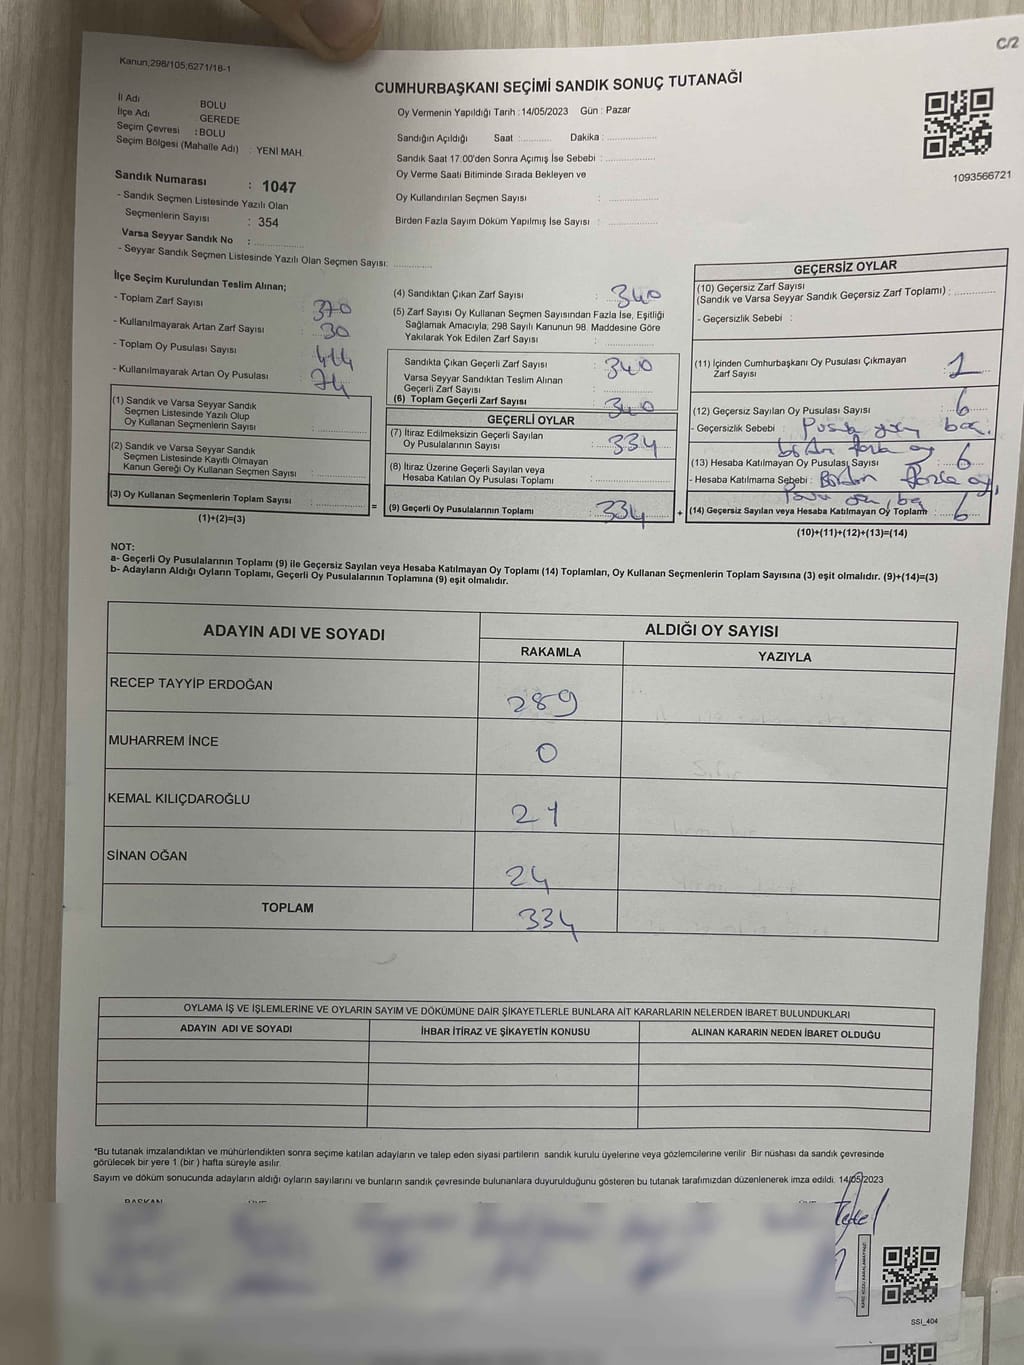 C/2
Kanun;298/105;6271/18-1
CUMHURBAŞKANI SEÇİMİ SANDIK SONUÇ TUTANAĞI
İl Adı BOLU
İlçe Adı GEREDE
Seçim Çevresi : BOLU
Seçim Bölgesi (Mahalle Adı) : YENİ MAH.
Sandık Numarası : 1047
- Sandık Seçmen Listesinde Yazılı Olan
Seçmenlerin Sayısı : 354
Varsa Seyyar Sandık No : ..............
- Seyyar Sandık Seçmen Listesinde Yazılı Olan Seçmen Sayısı: ............
Oy Vermenin Yapıldığı Tarih : 14/05/2023 Gün : Pazar
Sandığın Açıldığı Saat :.......... Dakika : ...............
Sandık Saat 17:00'den Sonra Açımış İse Sebebi : ...............
Oy Verme Saati Bitiminde Sırada Bekleyen ve
Oy Kullandırılan Seçmen Sayısı : ...............
Birden Fazla Sayım Döküm Yapılmış İse Sayısı : ...............
1093566721
İlçe Seçim Kurulundan Teslim Alınan;
- Toplam Zarf Sayısı : 370
- Kullanılmayarak Artan Zarf Sayısı : 30
- Toplam Oy Pusulası Sayısı : 414
- Kullanılmayarak Artan Oy Pusulası : 74
(1) Sandık ve Varsa Seyyar Sandık
Seçmen Listesinde Yazılı Olup
Oy Kullanan Seçmenlerin Sayısı : ...............
(2) Sandık ve Varsa Seyyar Sandık
Seçmen Listesinde Kayıtlı Olmayan
Kanun Gereği Oy Kullanan Seçmen Sayısı : ...............
(3) Oy Kullanan Seçmenlerin Toplam Sayısı : ............... =
(1)+(2)=(3)
(4) Sandıktan Çıkan Zarf Sayısı : 340
(5) Zarf Sayısı Oy Kullanan Seçmen Sayısından Fazla İse, Eşitliği
Sağlamak Amacıyla, 298 Sayılı Kanunun 98. Maddesine Göre
Yakılarak Yok Edilen Zarf Sayısı : ...............
Sandıkta Çıkan Geçerli Zarf Sayısı : 340
Varsa Seyyar Sandıktan Teslim Alınan
Geçerli Zarf Sayısı : ...............
(6) Toplam Geçerli Zarf Sayısı : 340
GEÇERLİ OYLAR
(7) İtiraz Edilmeksizin Geçerli Sayılan
Oy Pusulalarının Sayısı : 334
(8) İtiraz Üzerine Geçerli Sayılan veya
Hesaba Katılan Oy Pusulası Toplamı : ...............
(9) Geçerli Oy Pusulalarının Toplamı : 334 +
GEÇERSİZ OYLAR
(10) Geçersiz Zarf Sayısı
(Sandık ve Varsa Seyyar Sandık Geçersiz Zarf Toplamı) : ............
- Geçersizlik Sebebi :
(11) İçinden Cumhurbaşkanı Oy Pusulası Çıkmayan
Zarf Sayısı : 1
(12) Geçersiz Sayılan Oy Pusulası Sayısı : 6
- Geçersizlik Sebebi :
(13) Hesaba Katılmayan Oy Pusulası Sayısı : 6
- Hesaba Katılmama Sebebi :
(14) Geçersiz Sayılan veya Hesaba Katılmayan Oy Toplamı : 6
(10)+(11)+(12)+(13)=(14)
NOT:
a- Geçerli Oy Pusulalarının Toplamı (9) ile Geçersiz Sayılan veya Hesaba Katılmayan Oy Toplamı (14) Toplamları, Oy Kullanan Seçmenlerin Toplam Sayısına (3) eşit olmalıdır. (9)+(14)=(3)
b- Adayların Aldığı Oyların Toplamı, Geçerli Oy Pusulalarının Toplamına (9) eşit olmalıdır.
ADAYIN ADI VE SOYADI
ALDIĞI OY SAYISI
RAKAMLA YAZIYLA
RECEP TAYYİP ERDOĞAN 289
MUHARREM İNCE 0
KEMAL KILIÇDAROĞLU 21
SİNAN OĞAN 24
TOPLAM 334
OYLAMA İŞ VE İŞLEMLERİNE VE OYLARIN SAYIM VE DÖKÜMÜNE DAİR ŞİKAYETLERLE BUNLARA AİT KARARLARIN NELERDEN İBARET BULUNDUKLARI
ADAYIN ADI VE SOYADI İHBAR İTİRAZ VE ŞİKAYETİN KONUSU ALINAN KARARIN NEDEN İBARET OLDUĞU
*Bu tutanak imzalandıktan ve mühürlendikten sonra seçime katılan adayların ve talep eden siyasi partilerin sandık kurulu üyelerine veya gözlemcilerine verilir. Bir nüshası da sandık çevresinde
görülecek bir yere 1 (bir ) hafta süreyle asılır.
Sayım ve döküm sonucunda adayların aldığı oyların sayılarını ve bunların sandık çevresinde bulunanlara duyurulduğunu gösteren bu tutanak tarafımızdan düzenlenerek imza edildi. 14/05/2023
BAŞKAN
SSİ_404